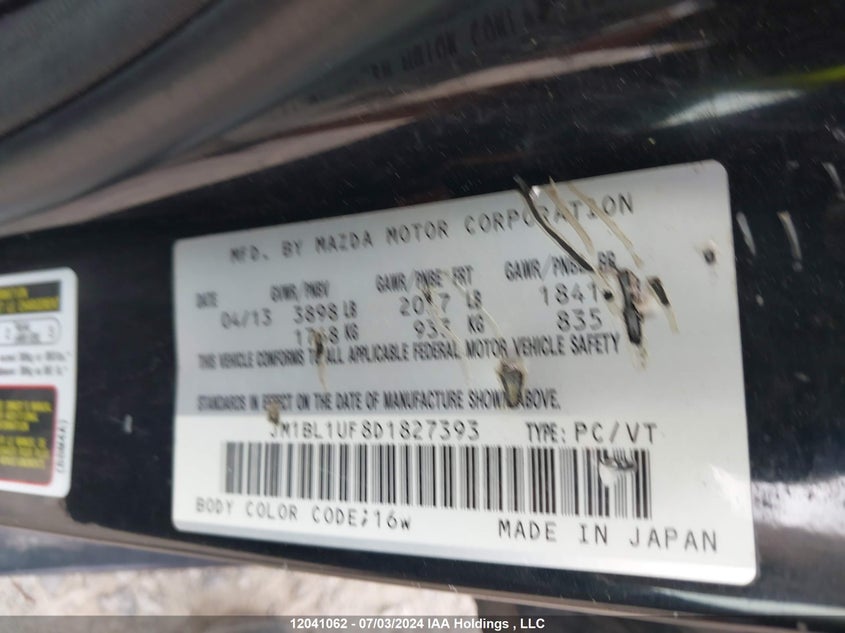 MFD. BY MAZDA MOTOR CORPORATION
DATE GVWR/PNBV GAWR/PNBE FRT GAWR/PNBE RR
04/13 3898 LB LB 1841
KG KG 835
THIS VEHICLE CONFORMS TO ALL APPLICABLE FEDERAL MOTOR VEHICLE SAFETY
STANDARDS IN EFFECT ON THE DATE OF MANUFACTURE SHOWN ABOVE.
JM1BL1UF8D1827393 TYPE: PC/VT
BODY COLOR CODE;16W
MADE IN JAPAN
12041062 - 07/03/2024 IAA Holdings , LLC